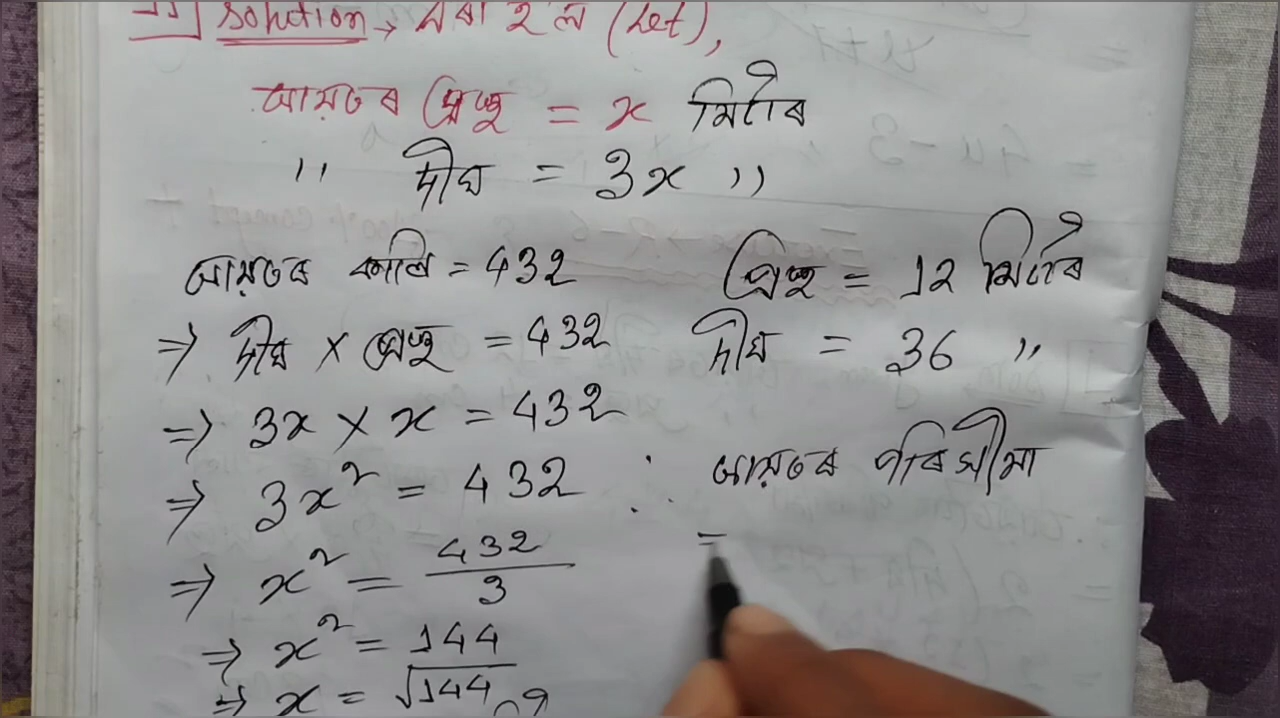 Solution → ধৰা হ'ল (Let),
আয়তৰ প্ৰস্থ = x মিটাৰ
" দীঘ = 3x "
আয়তৰ কালি = 432
⇒ দীঘ × প্ৰস্থ = 432
⇒ 3x × x = 432
⇒ 3x² = 432
⇒ x² = 432/3
⇒ x² = 144
⇒ x = √144
প্ৰস্থ = 12 মিটাৰ
দীঘ = 36 "
∴ আয়তৰ পৰিসীমা
=